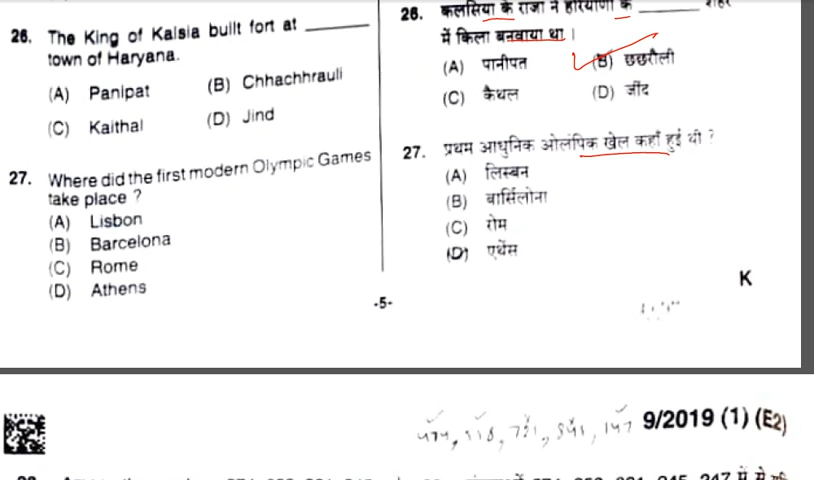 26. The King of Kalsia built fort at ________
town of Haryana.
(A) Panipat
(B) Chhachhrauli
(C) Kaithal
(D) Jind
27. Where did the first modern Olympic Games
take place ?
(A) Lisbon
(B) Barcelona
(C) Rome
(D) Athens
26. कलसिया के राजा ने हरियाणा के ________ शहर
में किला बनवाया था ।
(A) पानीपत
(B) छछरौली
(C) कैथल
(D) जींद
27. प्रथम आधुनिक ओलंपिक खेल कहाँ हुई थी ?
(A) लिस्बन
(B) बार्सिलोना
(C) रोम
(D) एथेंस
K
-5-
9/2019 (1) (E2)